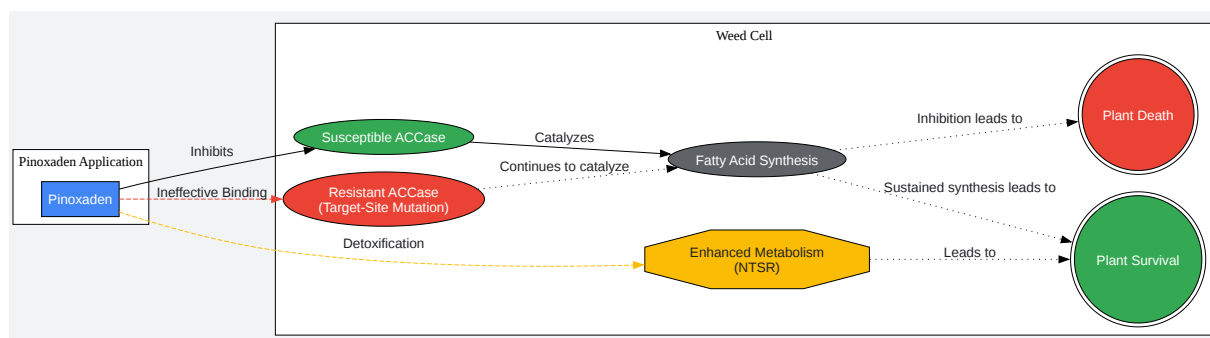 Weed Cell
Pinoxaden Application
Pinoxaden
Inhibits
Ineffective Binding
Detoxification
Susceptible ACCase
Resistant ACCase
(Target-Site Mutation)
Catalyzes
Continues to catalyze
Fatty Acid Synthesis
Enhanced Metabolism
(NTSR)
Inhibition leads to
Sustained synthesis leads to
Leads to
Plant Death
Plant Survival